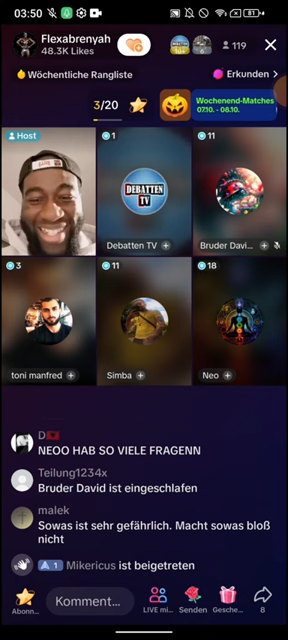 03:50
81
Flexabrenyah
48.3K Likes
119
Wöchentliche Rangliste
Erkunden
3/20
Wochenend-Matches
07.10. - 08.10.
Host
1
11
DEBATTEN
TV
Debatten TV
Bruder Davi...
3
11
18
toni manfred
Simba
Neo
D
NEOO HAB SO VIELE FRAGENN
Teilung1234x
Bruder David ist eingeschlafen
malek
Sowas ist sehr gefährlich. Macht sowas bloß
nicht
1 Mikericus ist beigetreten
Komment...
Abonn...
LIVE mi...
Senden
Gesche...
8